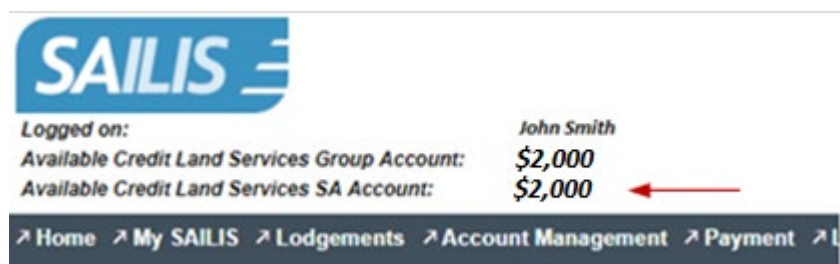 SAILIS
Logged on: John Smith
Available Credit Land Services Group Account: $2,000
Available Credit Land Services SA Account: $2,000
Home My SAILIS Lodgements Account Management Payment